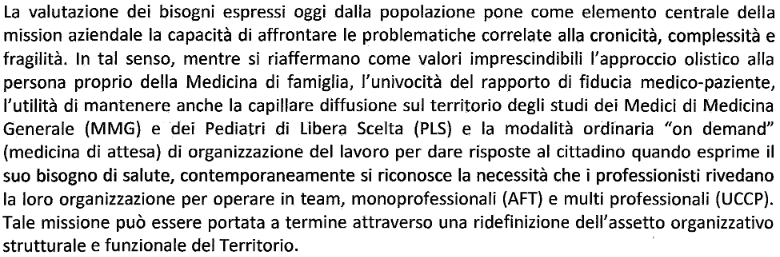 La valutazione dei bisogni espressi oggi dalla popolazione pone come elemento centrale della
mission aziendale la capacità di affrontare le problematiche correlate alla cronicità, complessità e
fragilità. In tal senso, mentre si riaffermano come valori imprescindibili l'approccio olistico alla
persona proprio della Medicina di famiglia, l'univocità del rapporto di fiducia medico-paziente,
l'utilità di mantenere anche la capillare diffusione sul territorio degli studi dei Medici di Medicina
Generale (MMG) e dei Pediatri di Libera Scelta (PLS) e la modalità ordinaria "on demand"
(medicina di attesa) di organizzazione del lavoro per dare risposte al cittadino quando esprime il
suo bisogno di salute, contemporaneamente si riconosce la necessità che i professionisti rivedano
la loro organizzazione per operare in team, monoprofessionali (AFT) e multi professionali (UCCP).
Tale missione può essere portata a termine attraverso una ridefinizione dell'assetto organizzativo
strutturale e funzionale del Territorio.